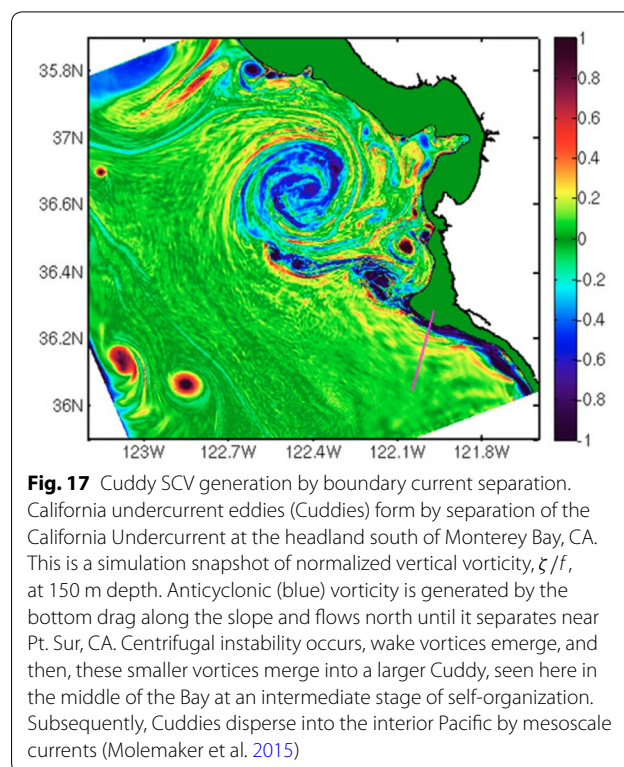 35.8N
37N
36.6N
36.4N
36.2N
36N
123W 122.7W 122.4W 122.1W 121.8W
1
0.8
0.6
0.4
0.2
0
-0.2
-0.4
-0.6
-0.8
-1
Fig. 17 Cuddy SCV generation by boundary current separation.
California undercurrent eddies (Cuddies) form by separation of the
California Undercurrent at the headland south of Monterey Bay, CA.
This is a simulation snapshot of normalized vertical vorticity, ζ/f,
at 150 m depth. Anticyclonic (blue) vorticity is generated by the
bottom drag along the slope and flows north until it separates near
Pt. Sur, CA. Centrifugal instability occurs, wake vortices emerge, and
then, these smaller vortices merge into a larger Cuddy, seen here in
the middle of the Bay at an intermediate stage of self-organization.
Subsequently, Cuddies disperse into the interior Pacific by mesoscale
currents (Molemaker et al. 2015)